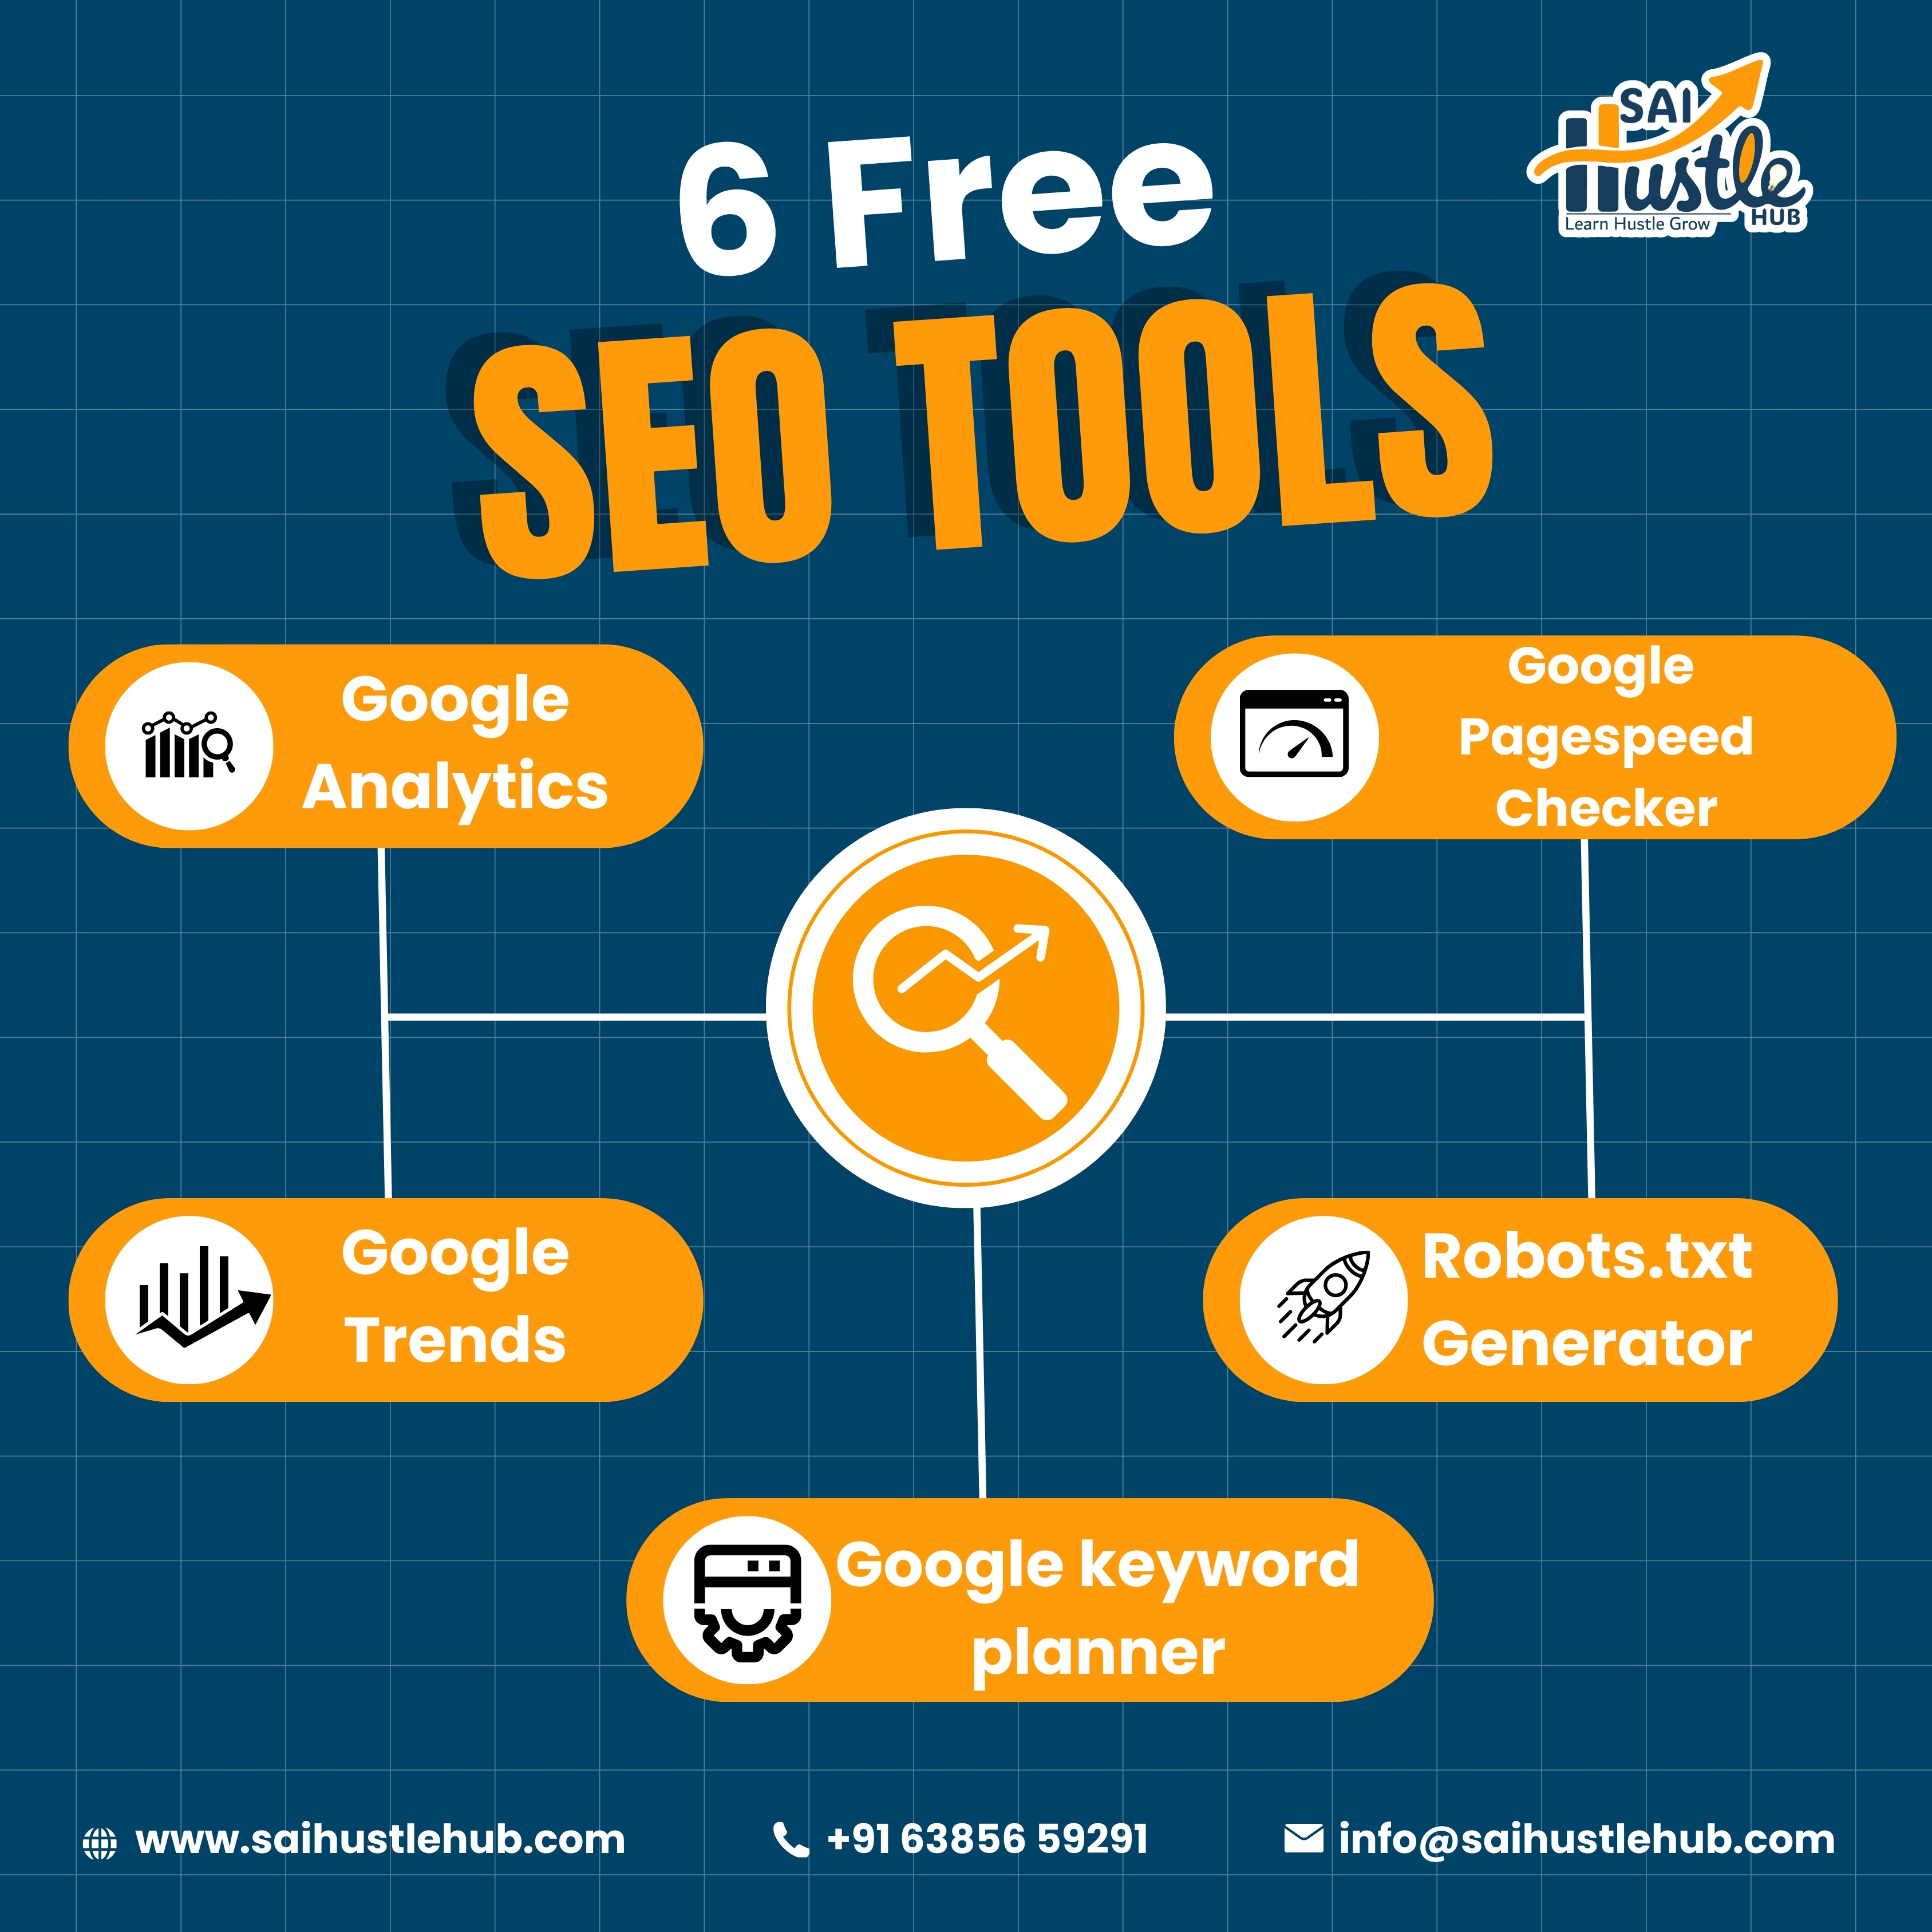 SAI
Hustle
HUB
Learn Hustle Grow
6 Free
SEO TOOLS
Google
Analytics
Google
Pagespeed
Checker
Google
Trends
Robots.txt
Generator
Google keyword
planner
www.saihustlehub.com
+91 63856 59291
info@saihustlehub.com